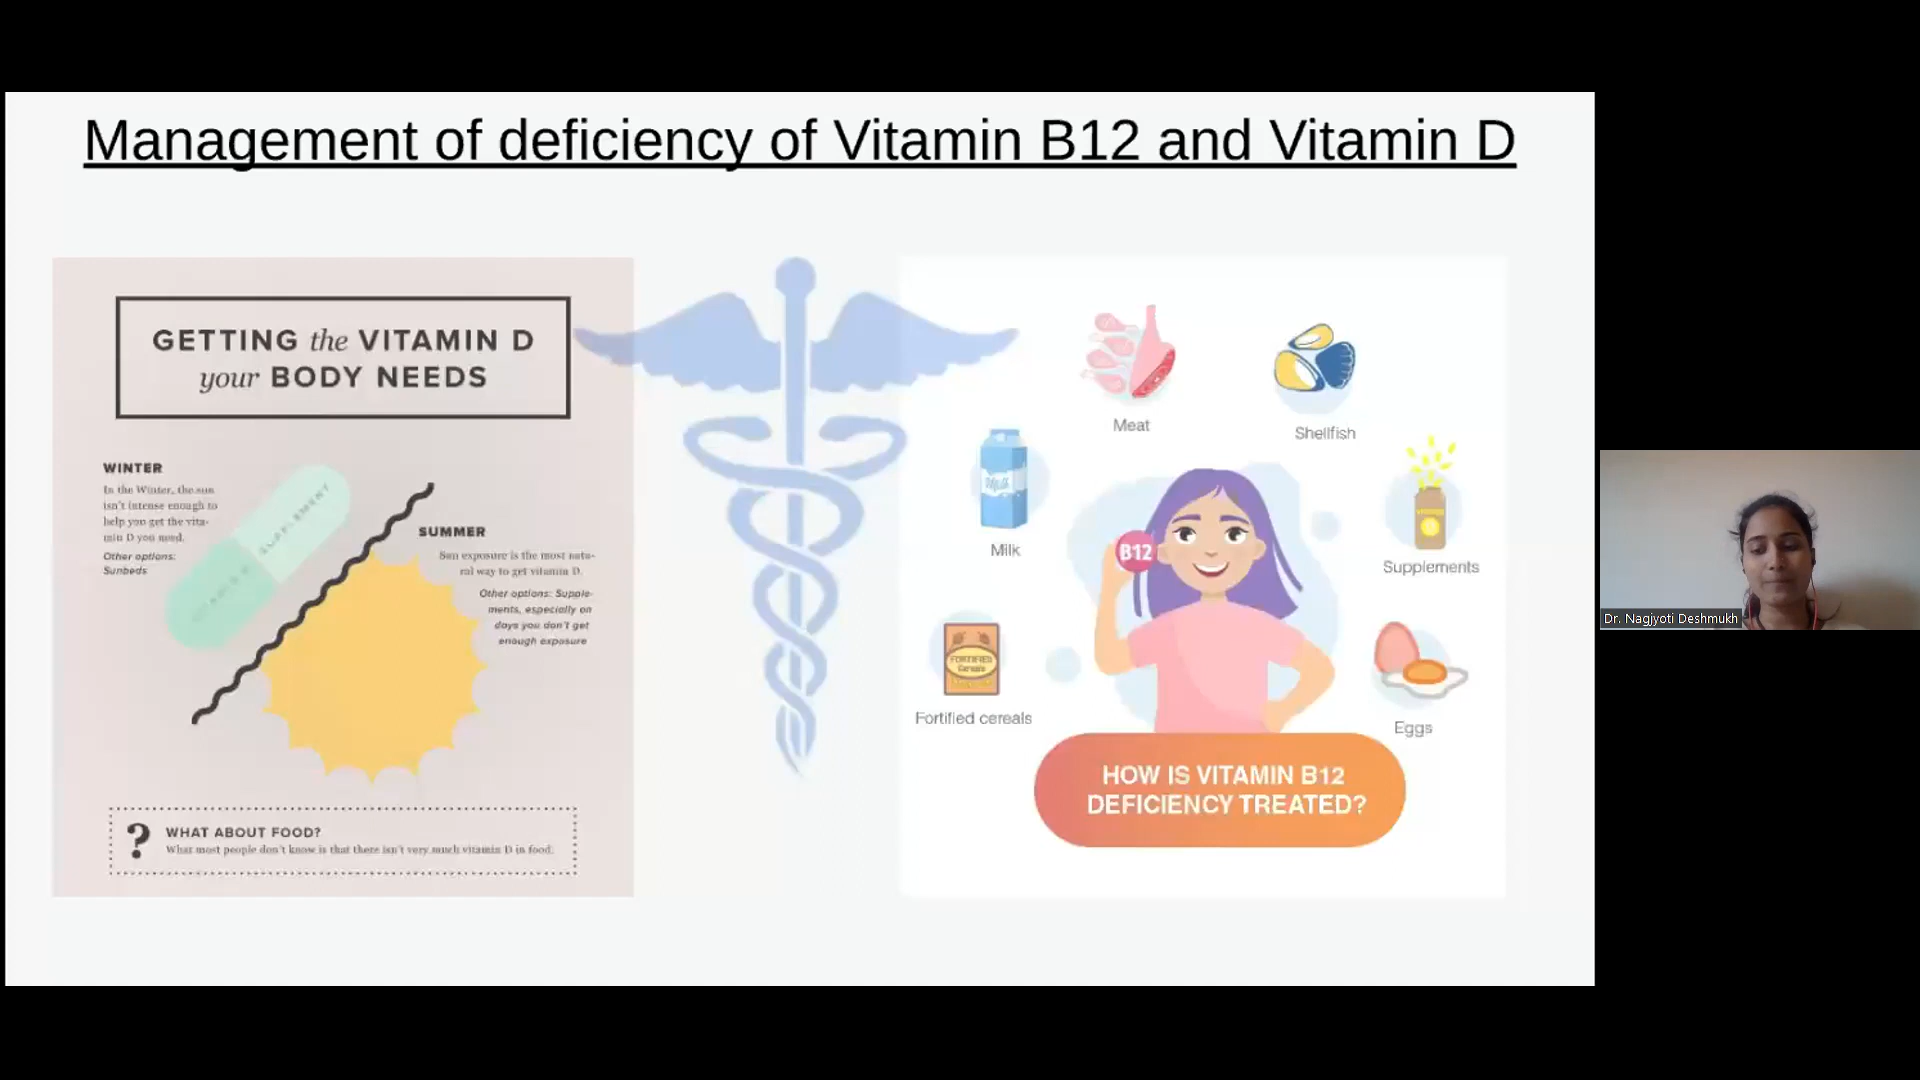 Management of deficiency of Vitamin B12 and Vitamin D
GETTING the VITAMIN D
your BODY NEEDS
WINTER
In the Winter, the sun
isn't intense enough to
help you get the vita-
min D you need.
Other options:
Sunbeds
SUPPLEMENT
SUMMER
Sun exposure is the most natu-
ral way to get vitamin D.
Other options: Supple-
ments, especially on
days you don't get
enough exposure
? WHAT ABOUT FOOD?
What most people don't know is that there isn't very much vitamin D in food.
Meat
Shellfish
Milk
Milk
B12
Supplements
FORTIFIED
Cereals
Fortified cereals
Eggs
HOW IS VITAMIN B12
DEFICIENCY TREATED?
Dr. Nagjyoti Deshmukh